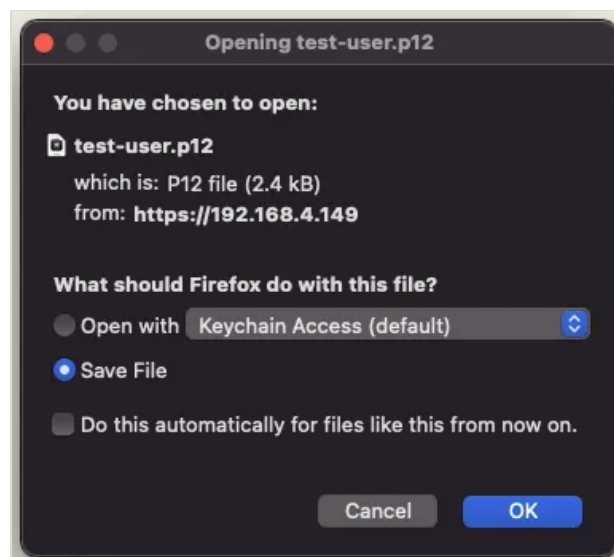 Opening test-user.p12
You have chosen to open:
test-user.p12
which is: P12 file (2.4 kB)
from: https://192.168.4.149
What should Firefox do with this file?
Open with Keychain Access (default)
Save File
Do this automatically for files like this from now on.
Cancel OK